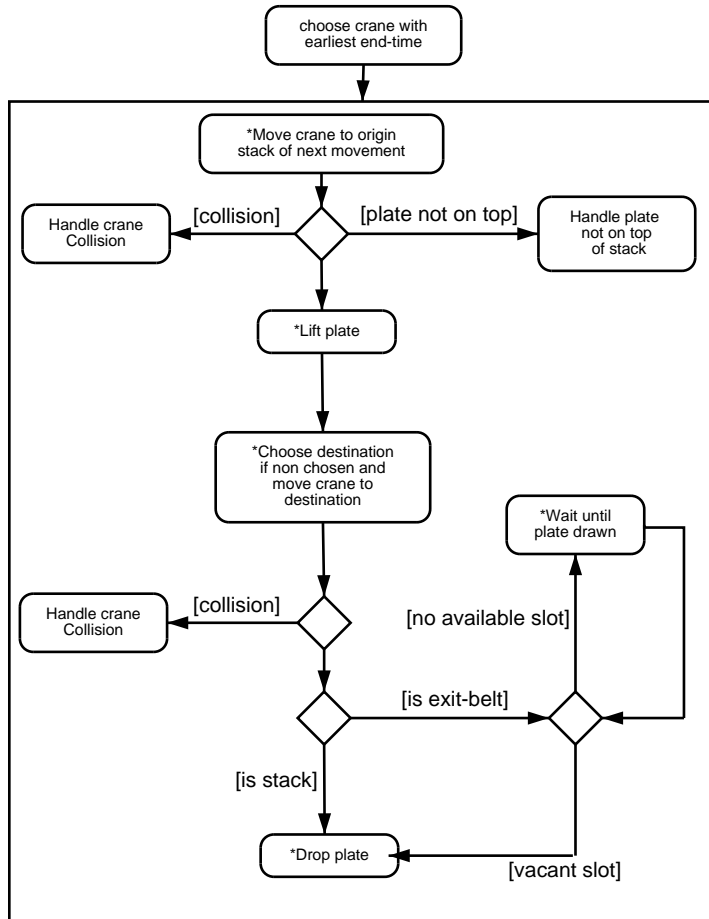 choose crane with
earliest end-time
*Move crane to origin
stack of next movement
[collision]
[plate not on top]
Handle crane
Collision
Handle plate
not on top
of stack
*Lift plate
*Choose destination
if non chosen and
move crane to
destination
*Wait until
plate drawn
[collision]
[no available slot]
Handle crane
Collision
[is exit-belt]
[is stack]
*Drop plate
[vacant slot]